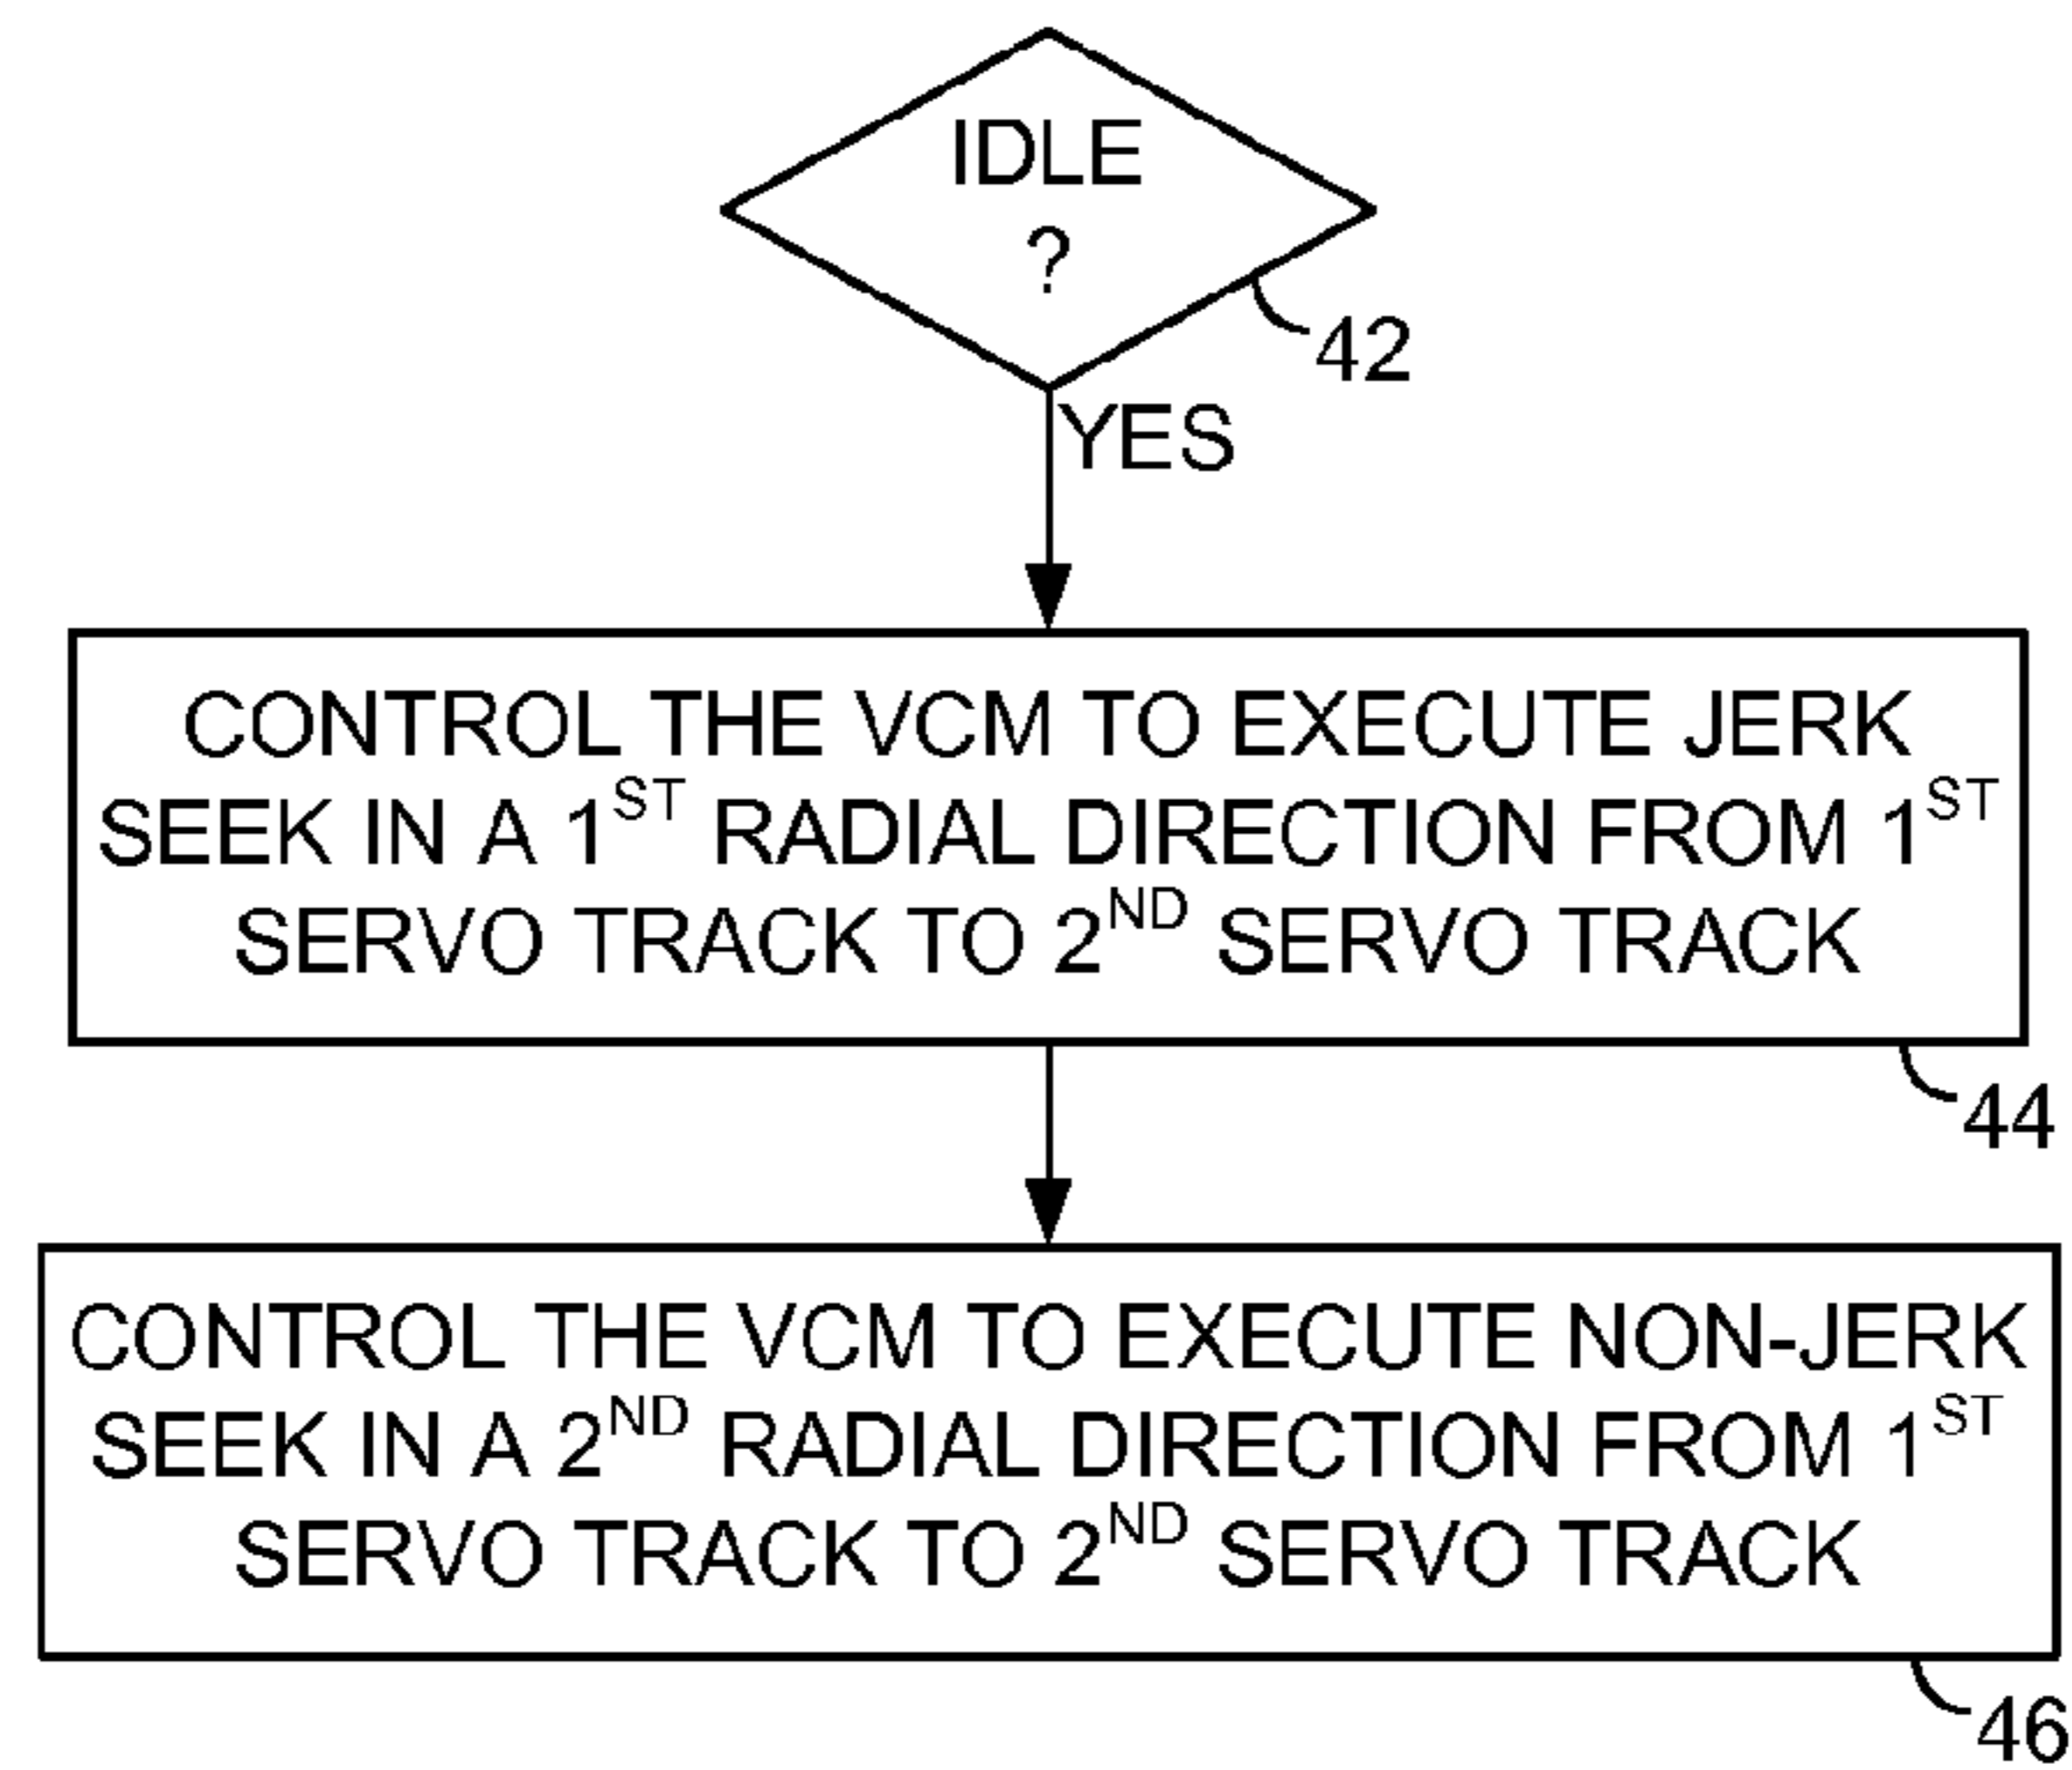 IDLE
?
42
YES
CONTROL THE VCM TO EXECUTE JERK
SEEK IN A 1ST RADIAL DIRECTION FROM 1ST
SERVO TRACK TO 2ND SERVO TRACK
44
CONTROL THE VCM TO EXECUTE NON-JERK
SEEK IN A 2ND RADIAL DIRECTION FROM 1ST
SERVO TRACK TO 2ND SERVO TRACK
46